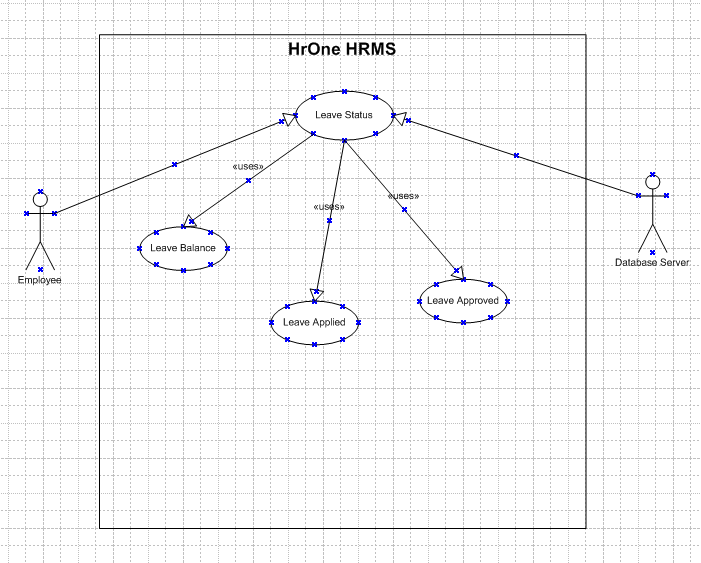 HrOne HRMS
Leave Status
«uses»
«uses»
«uses»
Leave Balance
Database Server
Employee
Leave Approved
Leave Applied